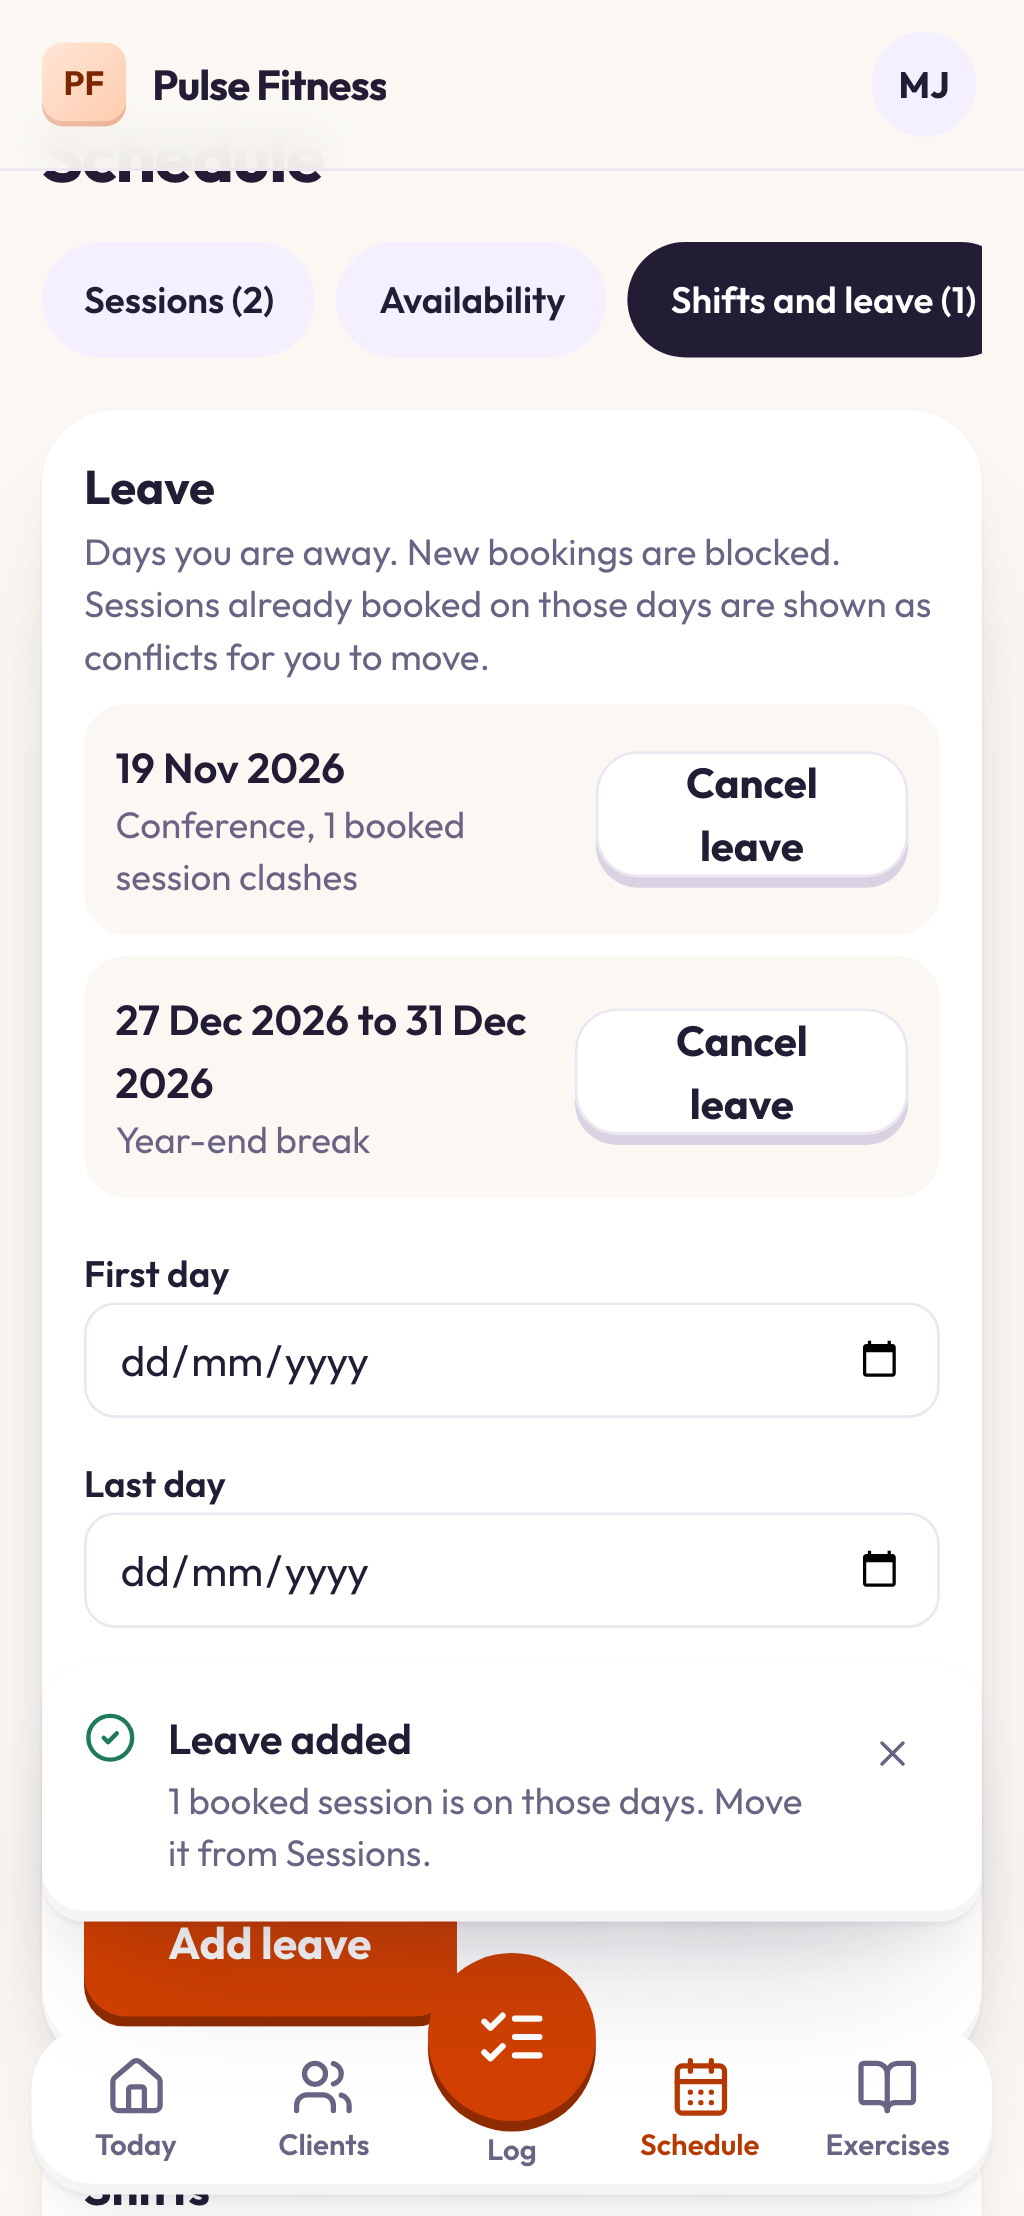 PF
Pulse Fitness
MJ
Schedule
Sessions (2)
Availability
Shifts and leave (1)
Leave
Days you are away. New bookings are blocked.
Sessions already booked on those days are shown as
conflicts for you to move.
19 Nov 2026
Conference, 1 booked
session clashes
Cancel
leave
27 Dec 2026 to 31 Dec
2026
Year-end break
Cancel
leave
First day
dd/mm/yyyy
Last day
dd/mm/yyyy
Leave added
1 booked session is on those days. Move
it from Sessions.
Add leave
Today
Clients
Log
Schedule
Exercises
Shifts